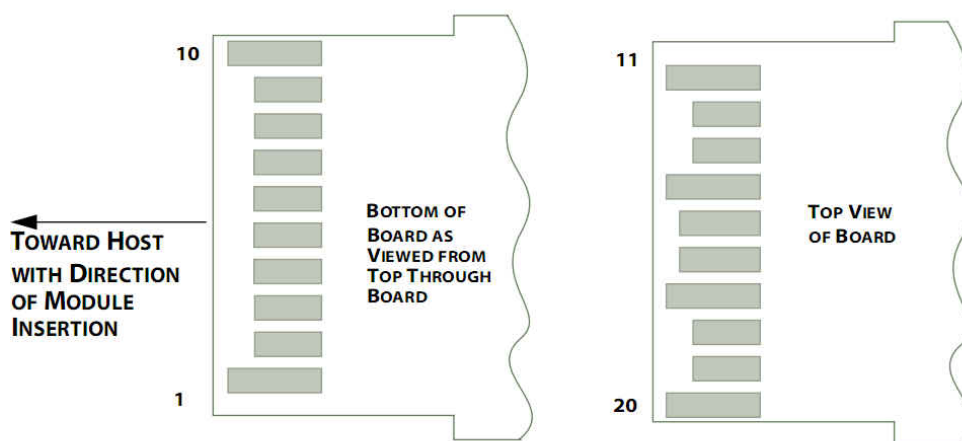 10
TOWARD HOST
WITH DIRECTION
OF MODULE
INSERTION
1
BOTTOM OF
BOARD AS
VIEWED FROM
TOP THROUGH
BOARD
11
TOP VIEW
OF BOARD
20